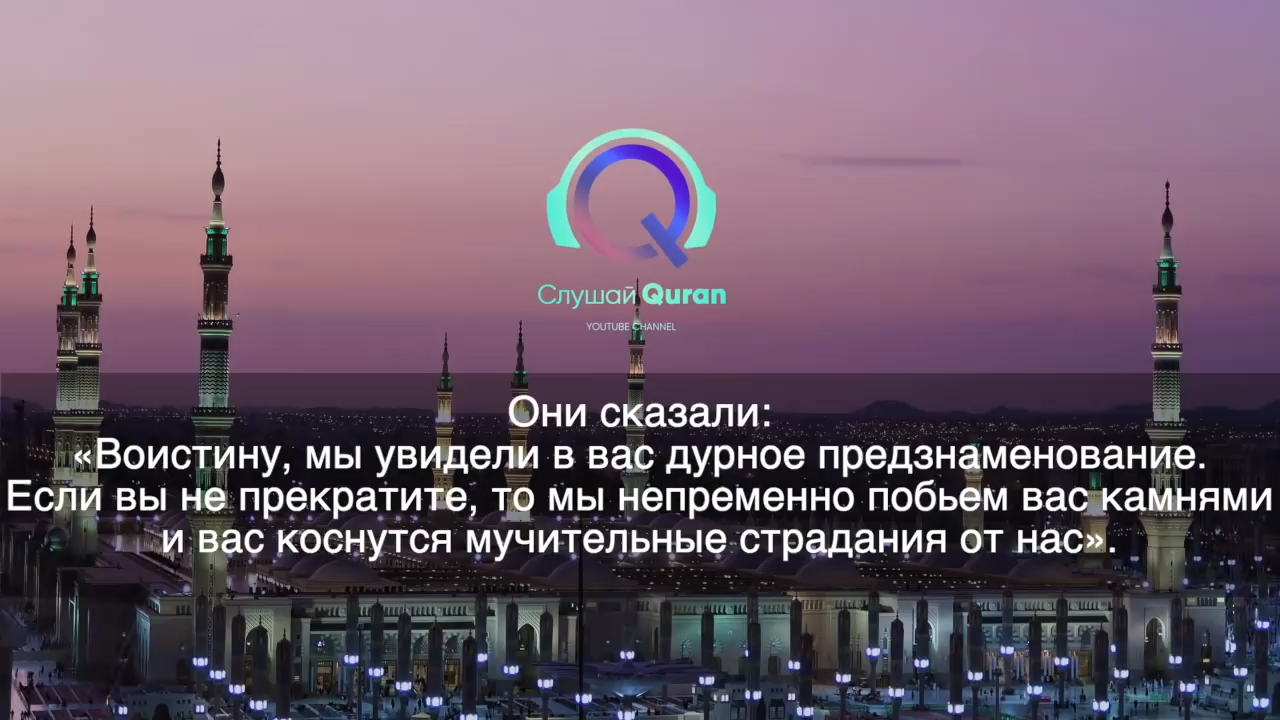 Слушай Quran
YOUTUBE CHANNEL
Они сказали:
«Воистину, мы увидели в вас дурное предзнаменование.
Если вы не прекратите, то мы непременно побьем вас камнями
и вас коснутся мучительные страдания от нас».